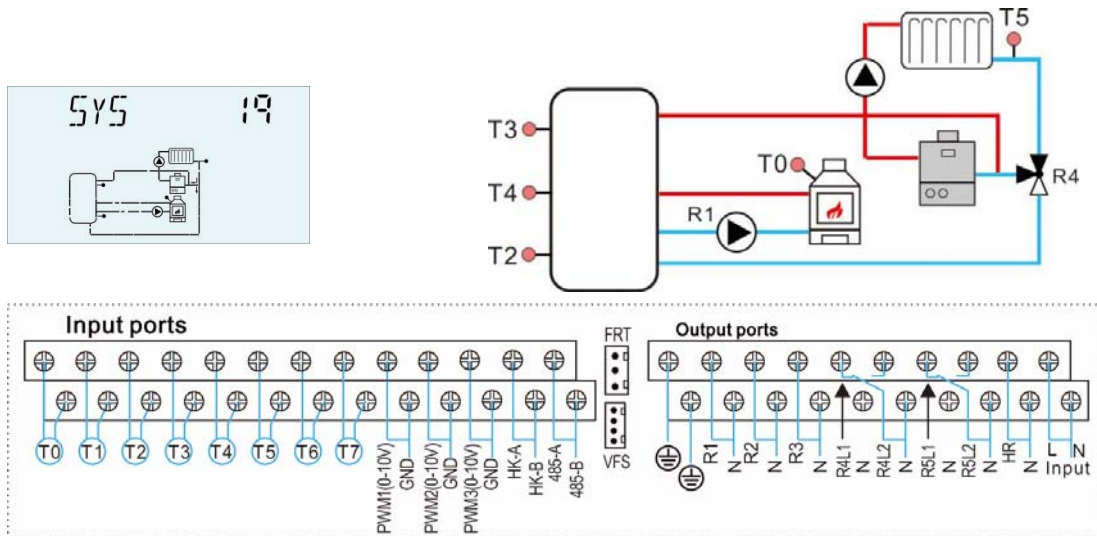 SYS 19
T5
T3
T0
T4
R4
R1
T2
Input ports
FRT
Output ports
T0 T1 T2 T3 T4 T5 T6 T7
PWM1(0-10V)
GND
PWM2(0-10V)
GND
PWM3(0-10V)
GND
HK-A
HK-B
485-A
485-B
VFS
R1
N
R2
N
R3
N
R4L1
N
R4L2
N
R5L1
N
R5L2
N
HR
N
L N
Input